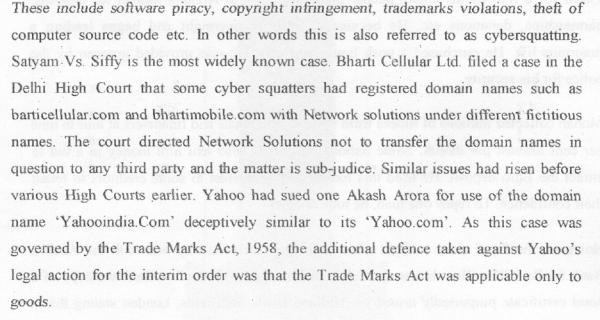 These include software piracy, copyright infringement, trademarks violations, theft of
computer source code etc. In other words this is also referred to as cybersquatting.
Satyam Vs. Siffy is the most widely known case. Bharti Cellular Ltd. filed a case in the
Delhi High Court that some cyber squatters had registered domain names such as
barticellular.com and bhartimobile.com with Network solutions under different fictitious
names. The court directed Network Solutions not to transfer the domain names in
question to any third party and the matter is sub-judice. Similar issues had risen before
various High Courts earlier. Yahoo had sued one Akash Arora for use of the domain
name ‘Yahooindia.Com’ deceptively similar to its ‘Yahoo.com’. As this case was
governed by the Trade Marks Act, 1958, the additional defence taken against Yahoo’s
legal action for the interim order was that the Trade Marks Act was applicable only to
goods.